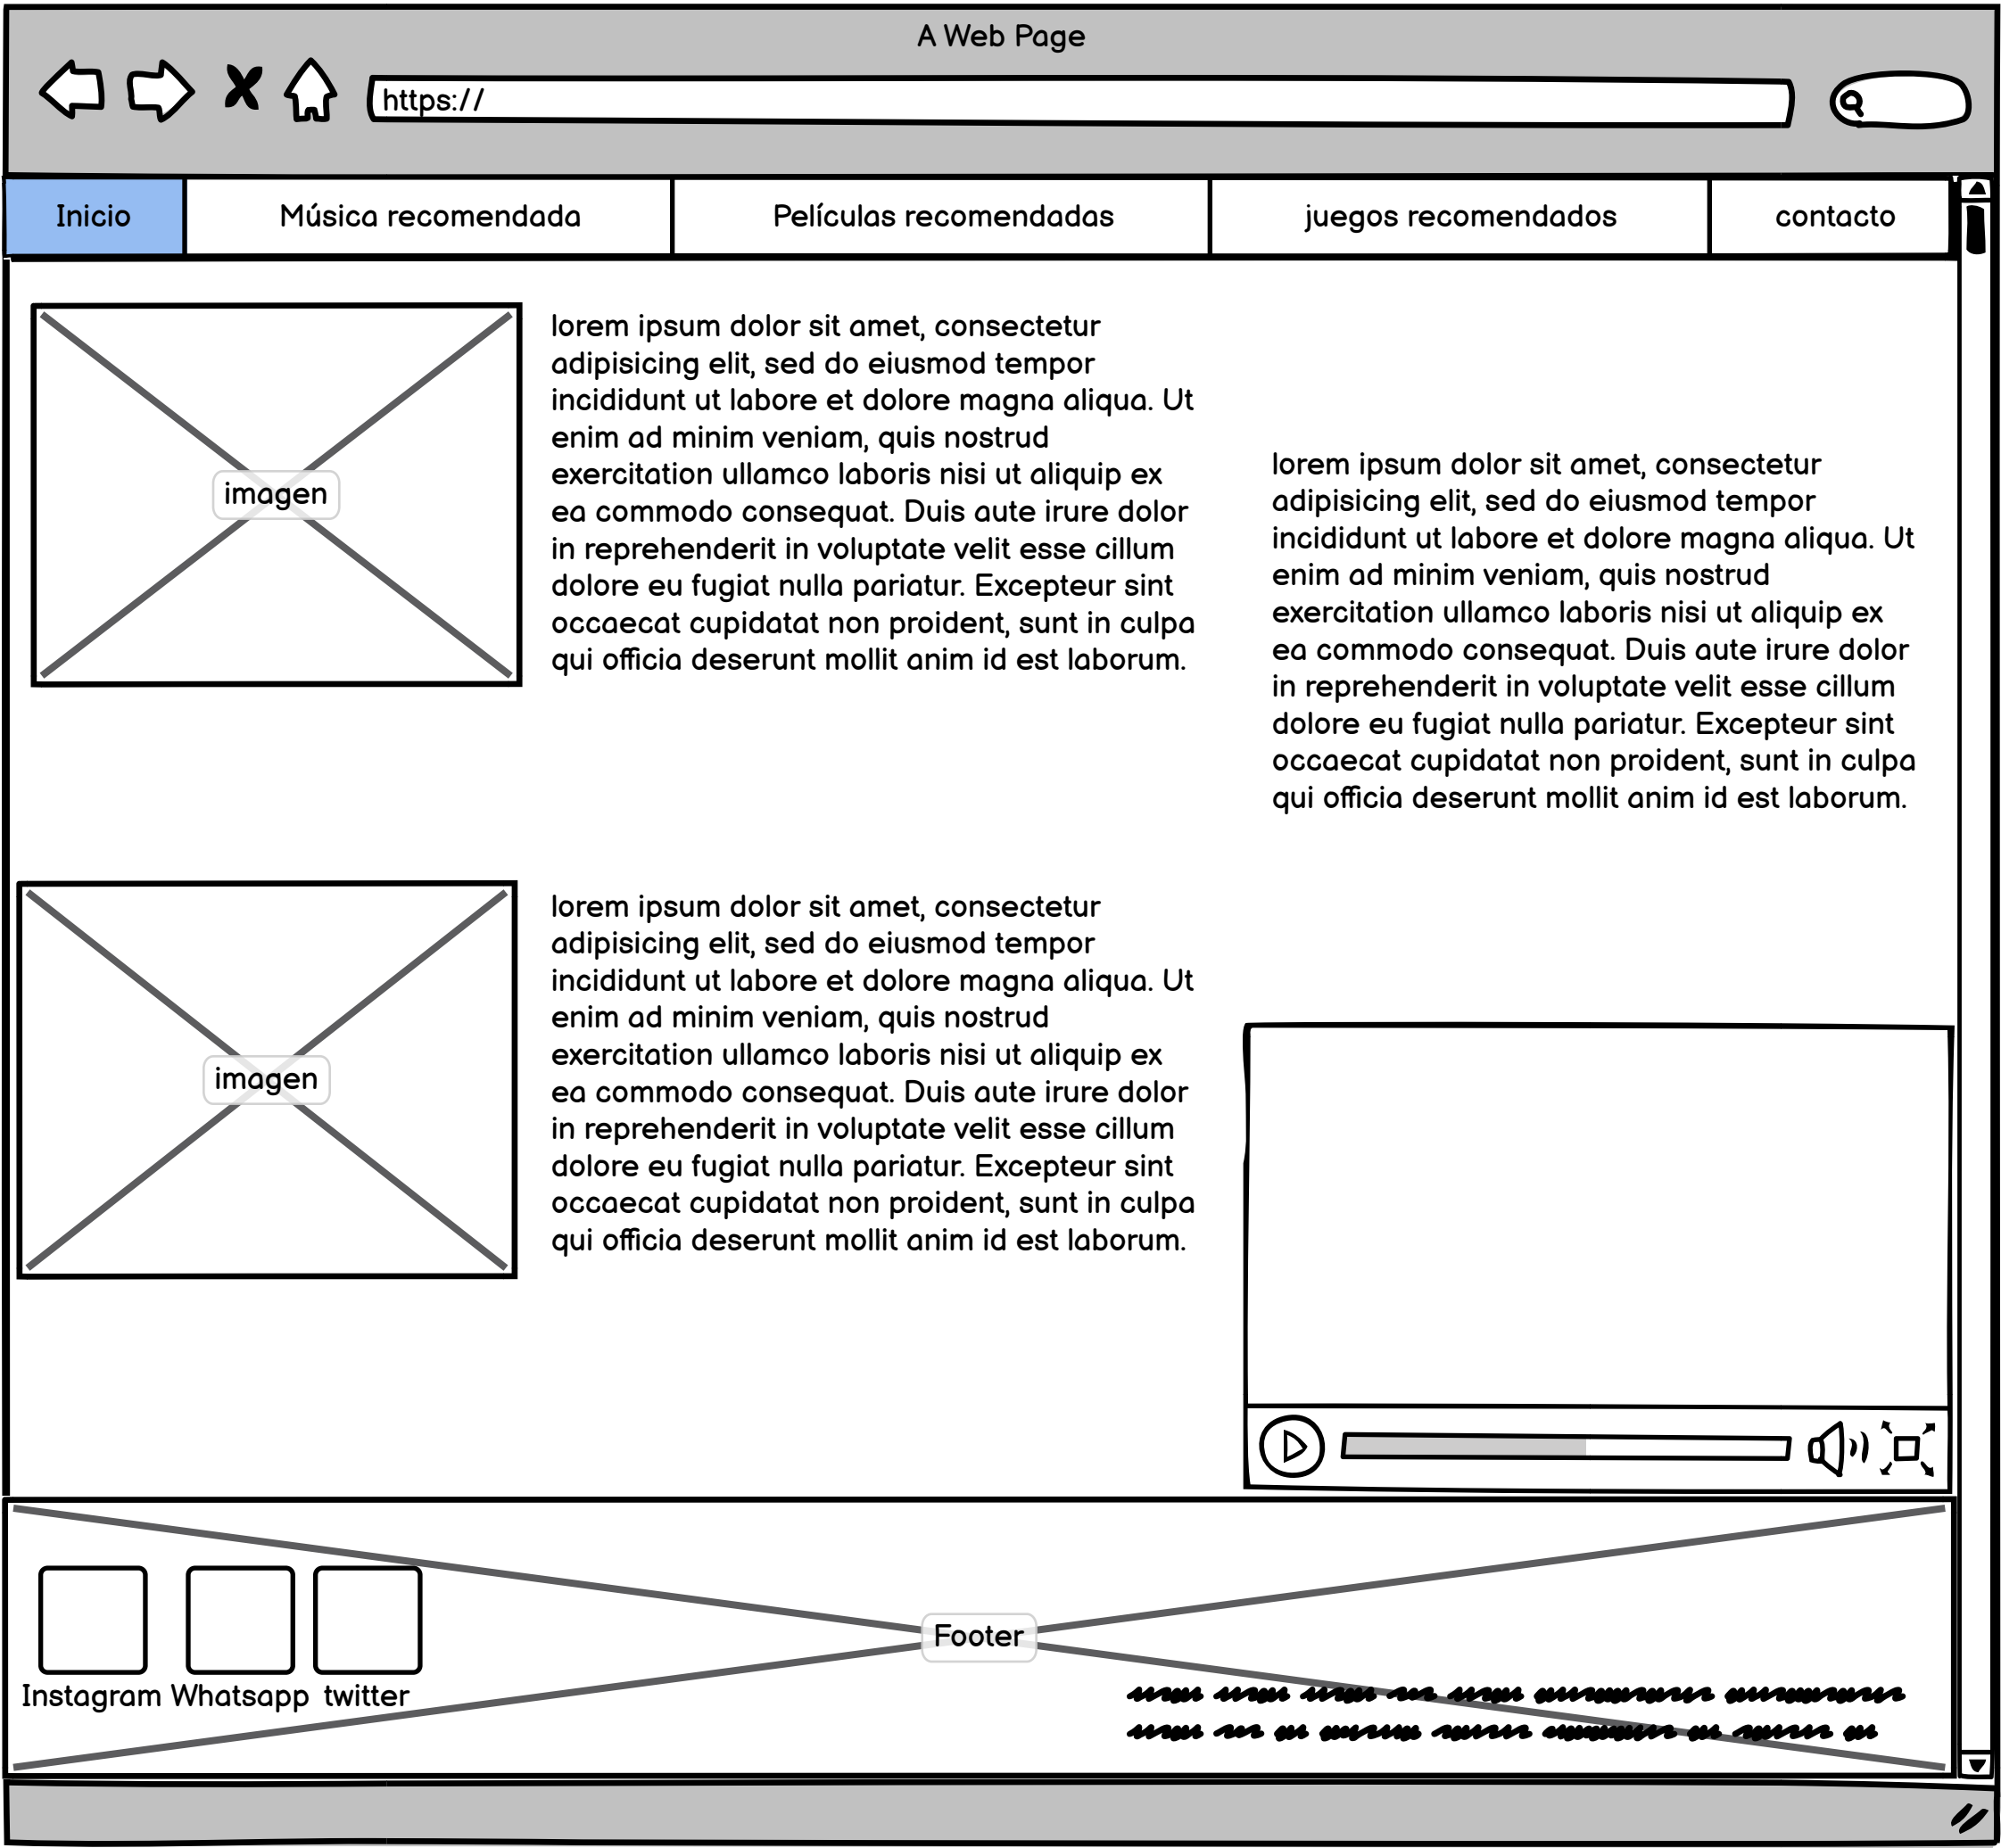 A Web Page
https://
Inicio
Música recomendada
Películas recomendadas
juegos recomendados
contacto
imagen
lorem ipsum dolor sit amet, consectetur
adipisicing elit, sed do eiusmod tempor
incididunt ut labore et dolore magna aliqua. Ut
enim ad minim veniam, quis nostrud
exercitation ullamco laboris nisi ut aliquip ex
ea commodo consequat. Duis aute irure dolor
in reprehenderit in voluptate velit esse cillum
dolore eu fugiat nulla pariatur. Excepteur sint
occaecat cupidatat non proident, sunt in culpa
qui officia deserunt mollit anim id est laborum.
lorem ipsum dolor sit amet, consectetur
adipisicing elit, sed do eiusmod tempor
incididunt ut labore et dolore magna aliqua. Ut
enim ad minim veniam, quis nostrud
exercitation ullamco laboris nisi ut aliquip ex
ea commodo consequat. Duis aute irure dolor
in reprehenderit in voluptate velit esse cillum
dolore eu fugiat nulla pariatur. Excepteur sint
occaecat cupidatat non proident, sunt in culpa
qui officia deserunt mollit anim id est laborum.
imagen
lorem ipsum dolor sit amet, consectetur
adipisicing elit, sed do eiusmod tempor
incididunt ut labore et dolore magna aliqua. Ut
enim ad minim veniam, quis nostrud
exercitation ullamco laboris nisi ut aliquip ex
ea commodo consequat. Duis aute irure dolor
in reprehenderit in voluptate velit esse cillum
dolore eu fugiat nulla pariatur. Excepteur sint
occaecat cupidatat non proident, sunt in culpa
qui officia deserunt mollit anim id est laborum.
Footer
Instagram
Whatsapp
twitter